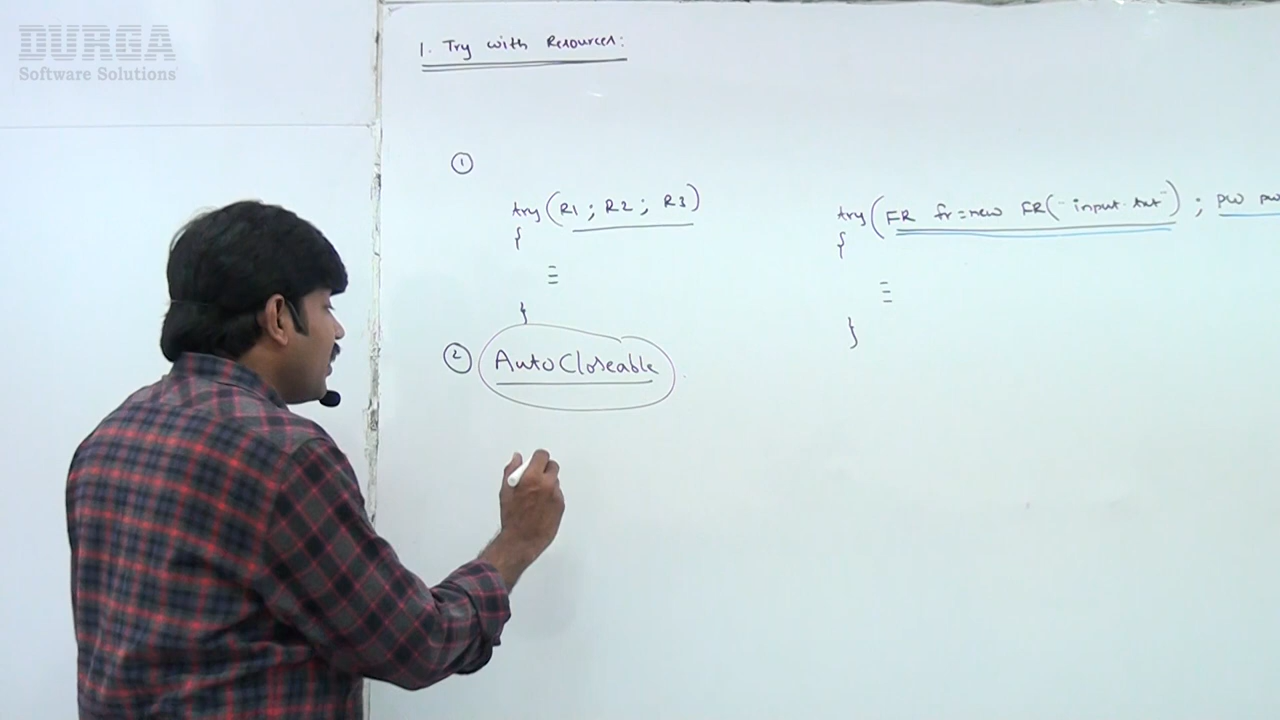 DURGA
Software Solutions
1. Try with Resources:
①
try(R1 ; R2 ; R3)
{
≡
}
try(FR fr=new FR("input.txt") ; PW pw
{
≡
}
② AutoCloseable